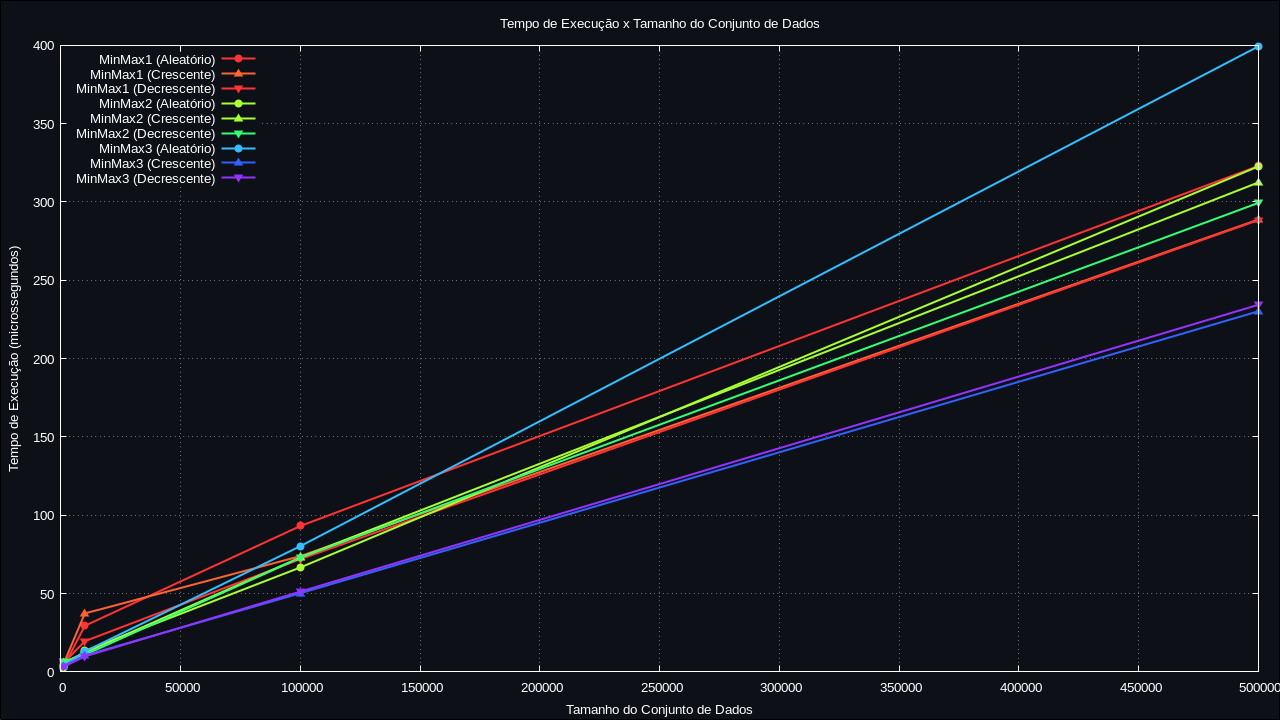 Tempo de Execução x Tamanho do Conjunto de Dados
MinMax1 (Aleatório)
MinMax1 (Crescente)
MinMax1 (Decrescente)
MinMax2 (Aleatório)
MinMax2 (Crescente)
MinMax2 (Decrescente)
MinMax3 (Aleatório)
MinMax3 (Crescente)
MinMax3 (Decrescente)
Tempo de Execução (microssegundos)
400
350
300
250
200
150
100
50
0
0 50000 100000 150000 200000 250000 300000 350000 400000 450000 500000
Tamanho do Conjunto de Dados